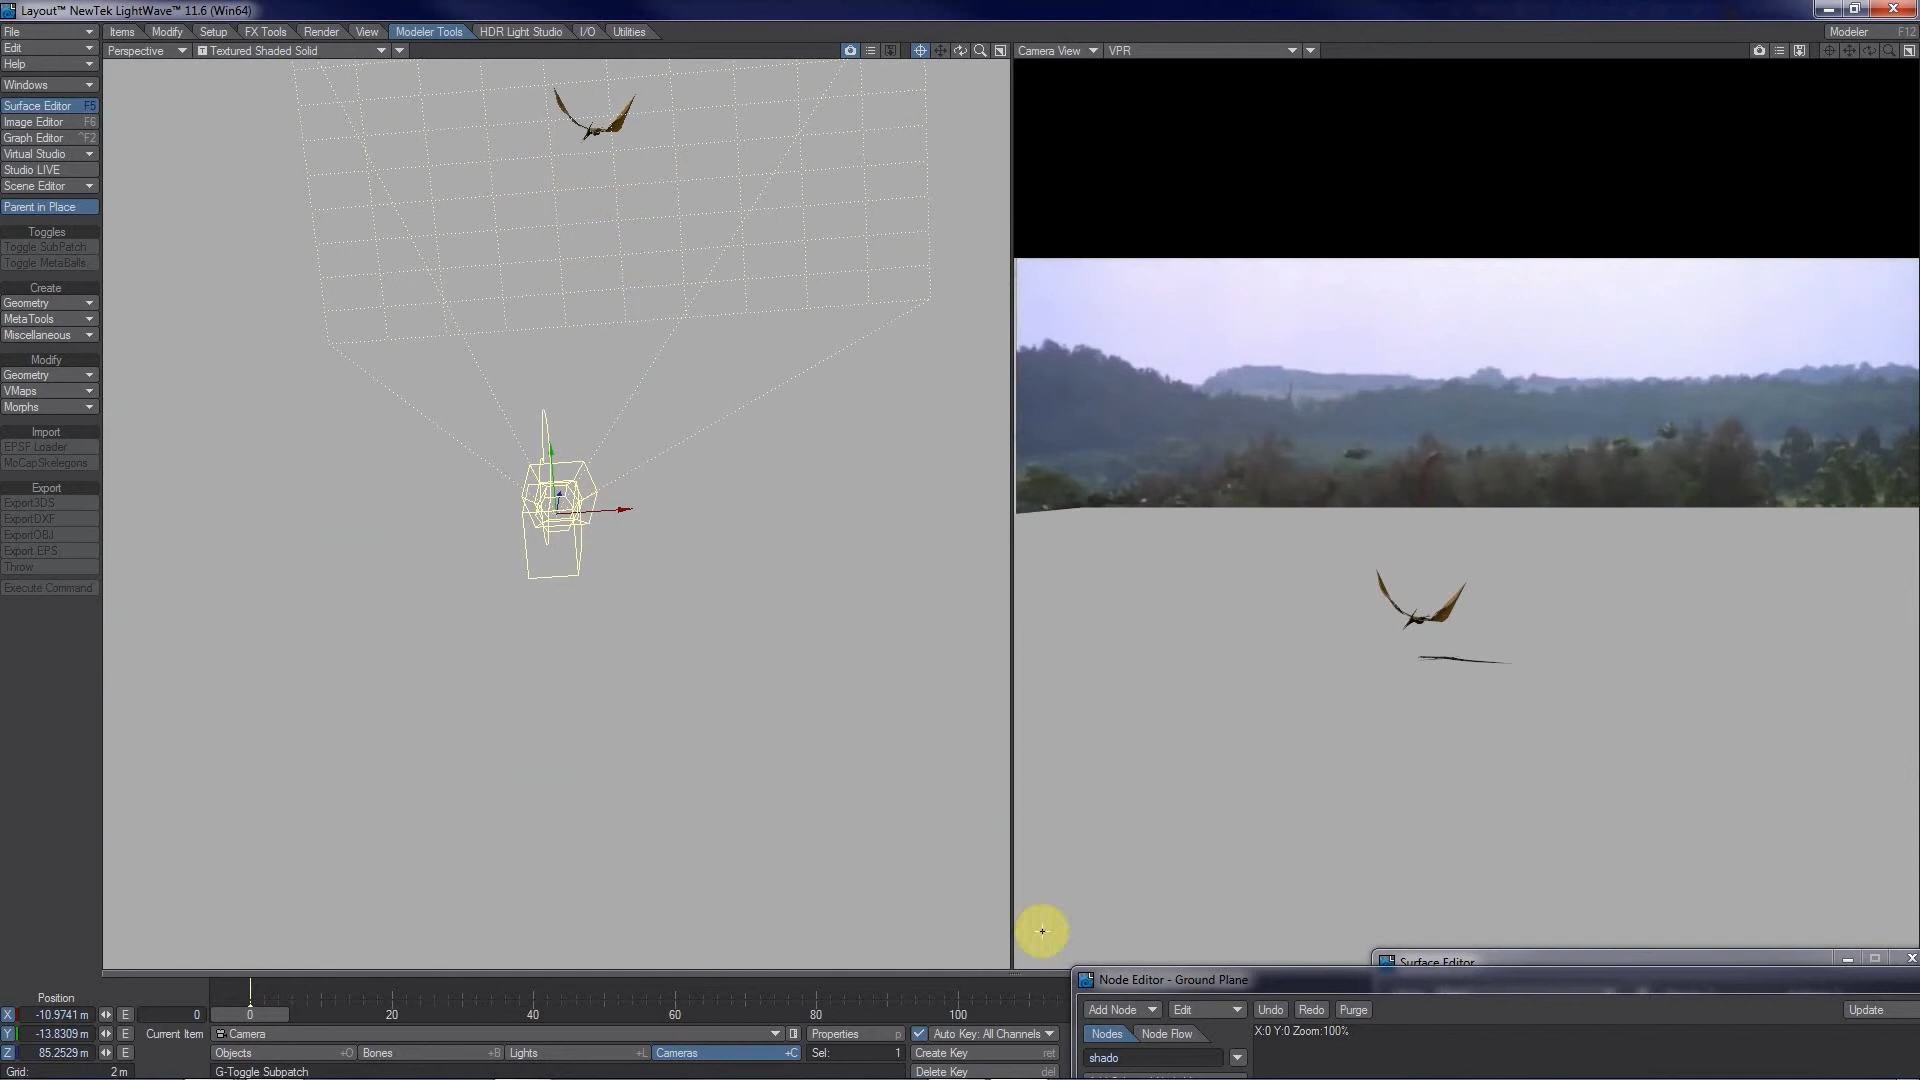 Layout™ NewTek LightWave™ 11.6 (Win64)
File
Items Modify Setup FX Tools Render View Modeler Tools HDR Light Studio I/O Utilities
Modeler F12
Edit
Perspective Textured Shaded Solid
Camera View VPR
Help
Windows
Surface Editor F5
Image Editor F6
Graph Editor ^F2
Virtual Studio
Studio LIVE
Scene Editor
Parent in Place
Toggles
Toggle SubPatch
Toggle MetaBalls
Create
Geometry
MetaTools
Miscellaneous
Modify
Geometry
VMaps
Morphs
Import
EPSF Loader
MoCapSkelegons
Export
Export3DS
ExportDXF
ExportOBJ
Export EPS
Throw
Execute Command
Surface Editor
Node Editor - Ground Plane
Add Node Edit Undo Redo Purge Update
Nodes Node Flow X:0 Y:0 Zoom:100%
shado
Position
X -10.9741 m E 0
0 20 40 60 80 100
Y -13.8309 m E Current Item Camera Properties p Auto Key: All Channels
Z 85.2529 m E Objects +O Bones +B Lights +L Cameras +C Sel: 1 Create Key ret
Grid: 2 m G-Toggle Subpatch Delete Key del